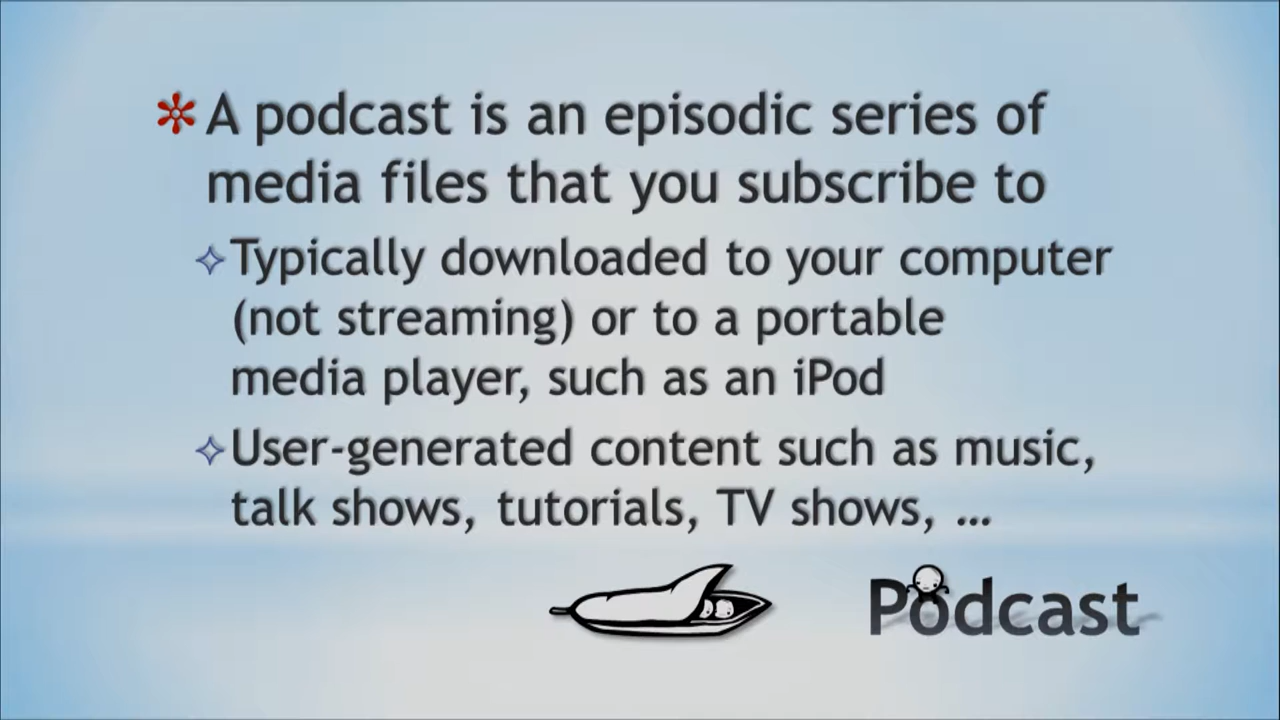 A podcast is an episodic series of
media files that you subscribe to
Typically downloaded to your computer
(not streaming) or to a portable
media player, such as an iPod
User-generated content such as music,
talk shows, tutorials, TV shows, …
Podcast